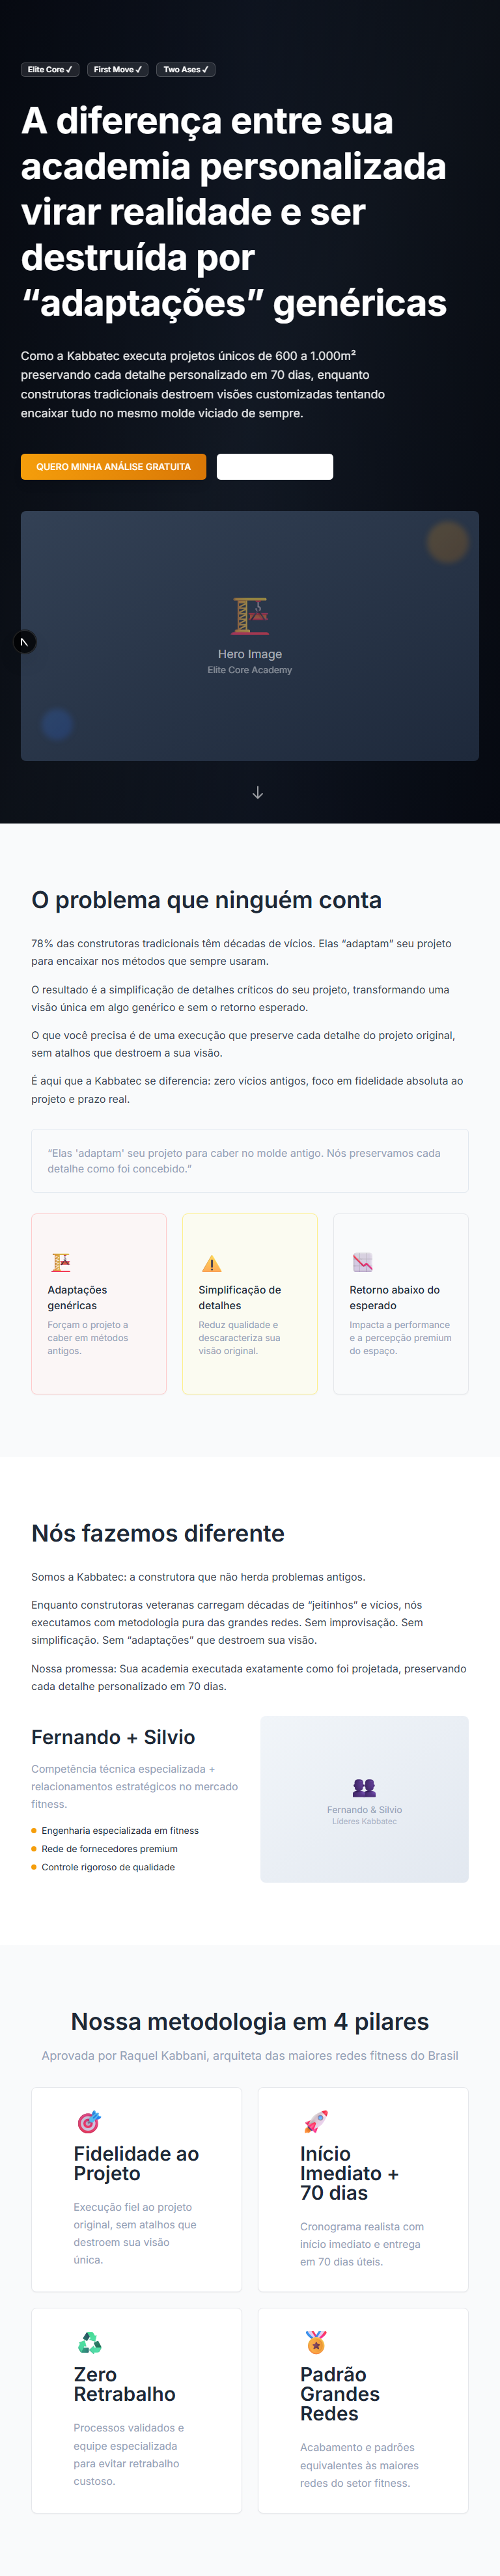 Elite Core ✓ First Move ✓ Two Ases ✓
A diferença entre sua
academia personalizada
virar realidade e ser
destruída por
“adaptações” genéricas
Como a Kabbatec executa projetos únicos de 600 a 1.000m²
preservando cada detalhe personalizado em 70 dias, enquanto
construtoras tradicionais destroem visões customizadas tentando
encaixar tudo no mesmo molde viciado de sempre.
QUERO MINHA ANÁLISE GRATUITA
Hero Image
Elite Core Academy
O problema que ninguém conta
78% das construtoras tradicionais têm décadas de vícios. Elas “adaptam” seu projeto
para encaixar nos métodos que sempre usaram.
O resultado é a simplificação de detalhes críticos do seu projeto, transformando uma
visão única em algo genérico e sem o retorno esperado.
O que você precisa é de uma execução que preserve cada detalhe do projeto original,
sem atalhos que destroem a sua visão.
É aqui que a Kabbatec se diferencia: zero vícios antigos, foco em fidelidade absoluta ao
projeto e prazo real.
“Elas 'adaptam' seu projeto para caber no molde antigo. Nós preservamos cada
detalhe como foi concebido.”
Adaptações
genéricas
Forçam o projeto a
caber em métodos
antigos.
Simplificação de
detalhes
Reduz qualidade e
descaracteriza sua
visão original.
Retorno abaixo do
esperado
Impacta a performance
e a percepção premium
do espaço.
Nós fazemos diferente
Somos a Kabbatec: a construtora que não herda problemas antigos.
Enquanto construtoras veteranas carregam décadas de “jeitinhos” e vícios, nós
executamos com metodologia pura das grandes redes. Sem improvisação. Sem
simplificação. Sem “adaptações” que destroem sua visão.
Nossa promessa: Sua academia executada exatamente como foi projetada, preservando
cada detalhe personalizado em 70 dias.
Fernando + Silvio
Competência técnica especializada +
relacionamentos estratégicos no mercado
fitness.
Engenharia especializada em fitness
Rede de fornecedores premium
Controle rigoroso de qualidade
Fernando & Silvio
Líderes Kabbatec
Nossa metodologia em 4 pilares
Aprovada por Raquel Kabbani, arquiteta das maiores redes fitness do Brasil
Fidelidade ao
Projeto
Execução fiel ao projeto
original, sem atalhos que
destroem sua visão
única.
Início
Imediato +
70 dias
Cronograma realista com
início imediato e entrega
em 70 dias úteis.
Zero
Retrabalho
Processos validados e
equipe especializada
para evitar retrabalho
custoso.
Padrão
Grandes
Redes
Acabamento e padrões
equivalentes às maiores
redes do setor fitness.